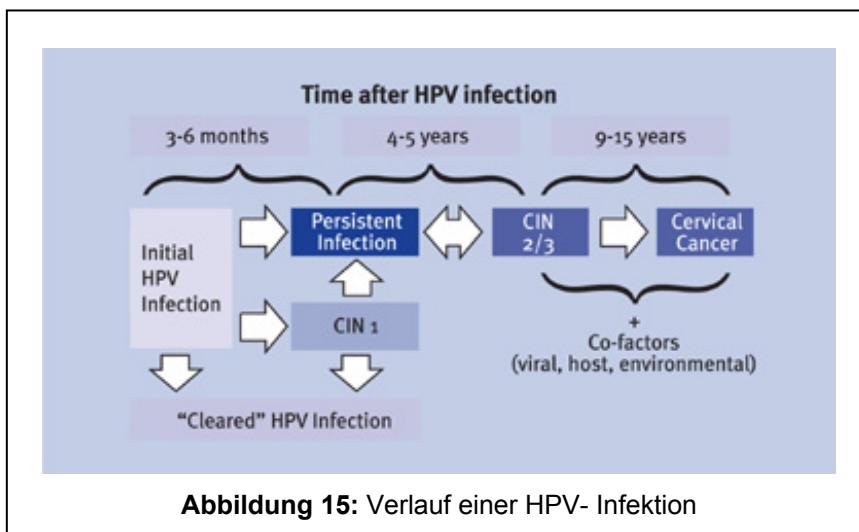 Time after HPV infection
3-6 months
4-5 years
9-15 years
Initial
HPV
Infection
Persistent
Infection
CIN
2/3
Cervical
Cancer
CIN 1
+
Co-factors
(viral, host, environmental)
"Cleared" HPV Infection
Abbildung 15: Verlauf einer HPV- Infektion